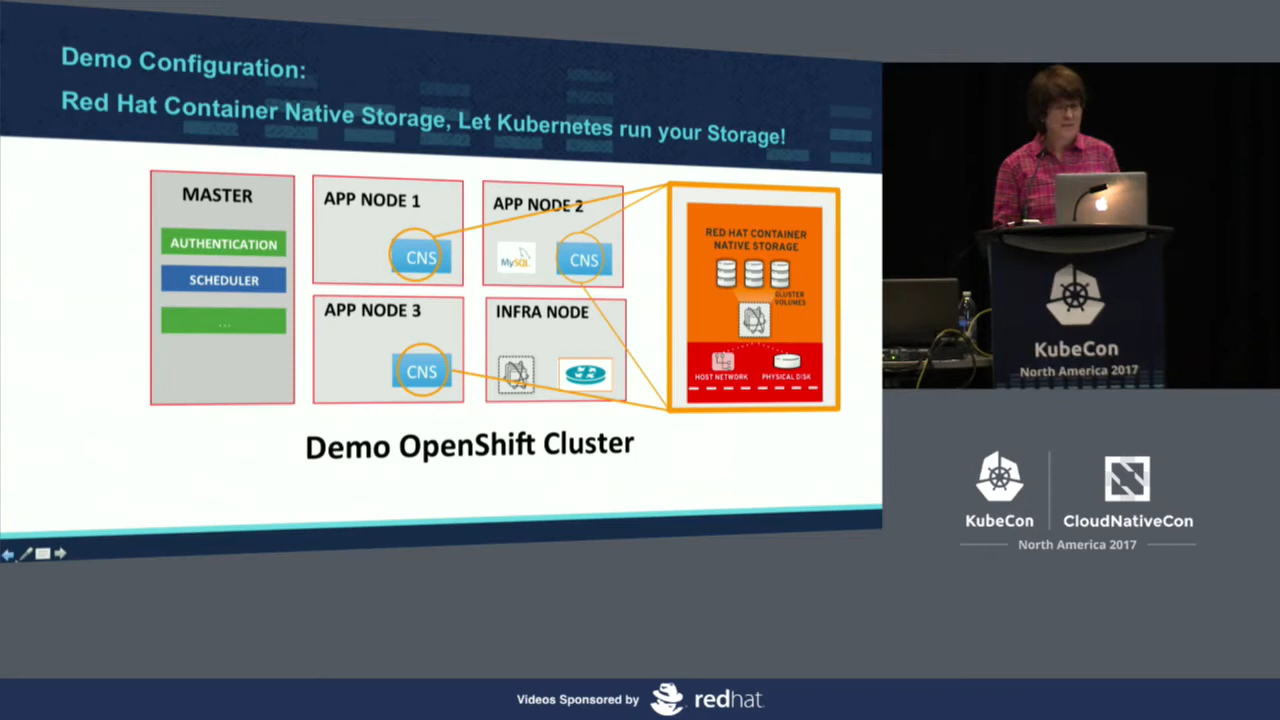 Demo Configuration:
Red Hat Container Native Storage, Let Kubernetes run your Storage!
MASTER
AUTHENTICATION
SCHEDULER
...
APP NODE 1
CNS
APP NODE 2
MySQL
CNS
APP NODE 3
CNS
INFRA NODE
RED HAT CONTAINER
NATIVE STORAGE
GLUSTER
VOLUMES
HOST NETWORK
PHYSICAL DISK
Demo OpenShift Cluster
KubeCon
North America 2017
KubeCon
CloudNativeCon
North America 2017
Videos Sponsored by
redhat